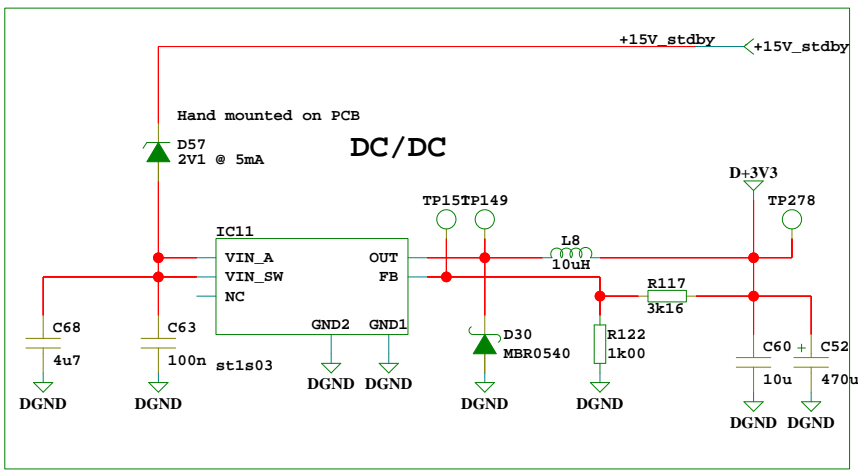 +15V_stdby
+15V_stdby
Hand mounted on PCB
D57
2V1 @ 5mA
DC/DC
D+3V3
TP151
TP149
TP278
IC11
VIN_A
VIN_SW
NC
OUT
FB
GND2
GND1
st1s03
L8
10uH
R117
3k16
C68
4u7
C63
100n
D30
MBR0540
R122
1k00
C60
10u
+
C52
470u
DGND
DGND
DGND
DGND
DGND
DGND
DGND
DGND